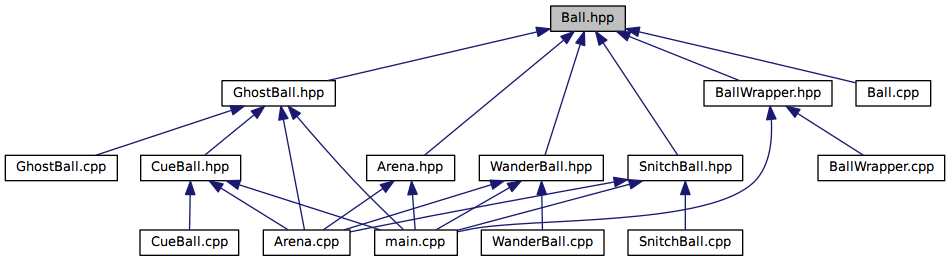 Ball.hpp
GhostBall.hpp
BallWrapper.hpp
Ball.cpp
GhostBall.cpp
CueBall.hpp
Arena.hpp
WanderBall.hpp
SnitchBall.hpp
BallWrapper.cpp
CueBall.cpp
Arena.cpp
main.cpp
WanderBall.cpp
SnitchBall.cpp